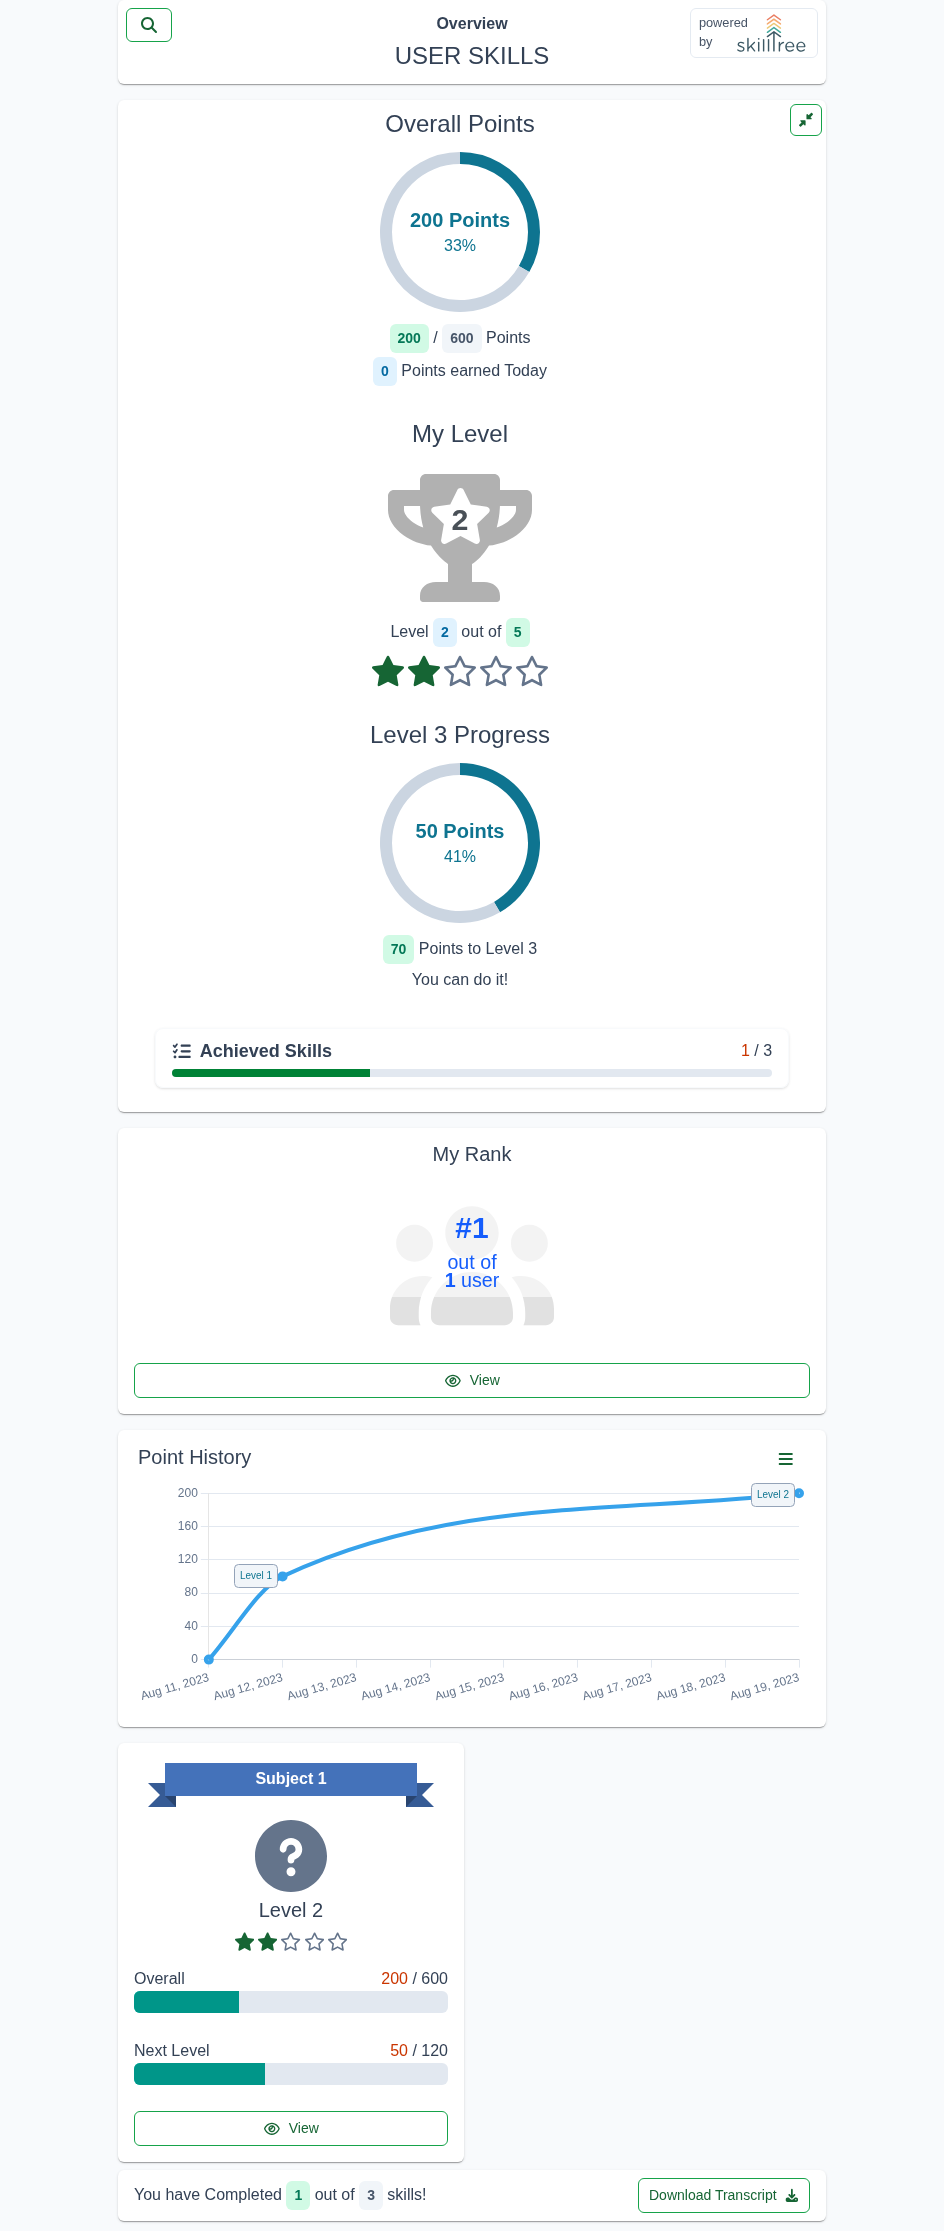 Overview
USER SKILLS
powered
by
skilltree
Overall Points
200 Points
33%
200 / 600 Points
0 Points earned Today
My Level
2
Level 2 out of 5
Level 3 Progress
50 Points
41%
70 Points to Level 3
You can do it!
Achieved Skills 1 / 3
My Rank
#1
out of
1 user
View
Point History
200
160
120
80
40
0
Level 1
Level 2
Aug 11, 2023
Aug 12, 2023
Aug 13, 2023
Aug 14, 2023
Aug 15, 2023
Aug 16, 2023
Aug 17, 2023
Aug 18, 2023
Aug 19, 2023
Subject 1
?
Level 2
Overall 200 / 600
Next Level 50 / 120
View
You have Completed 1 out of 3 skills!
Download Transcript